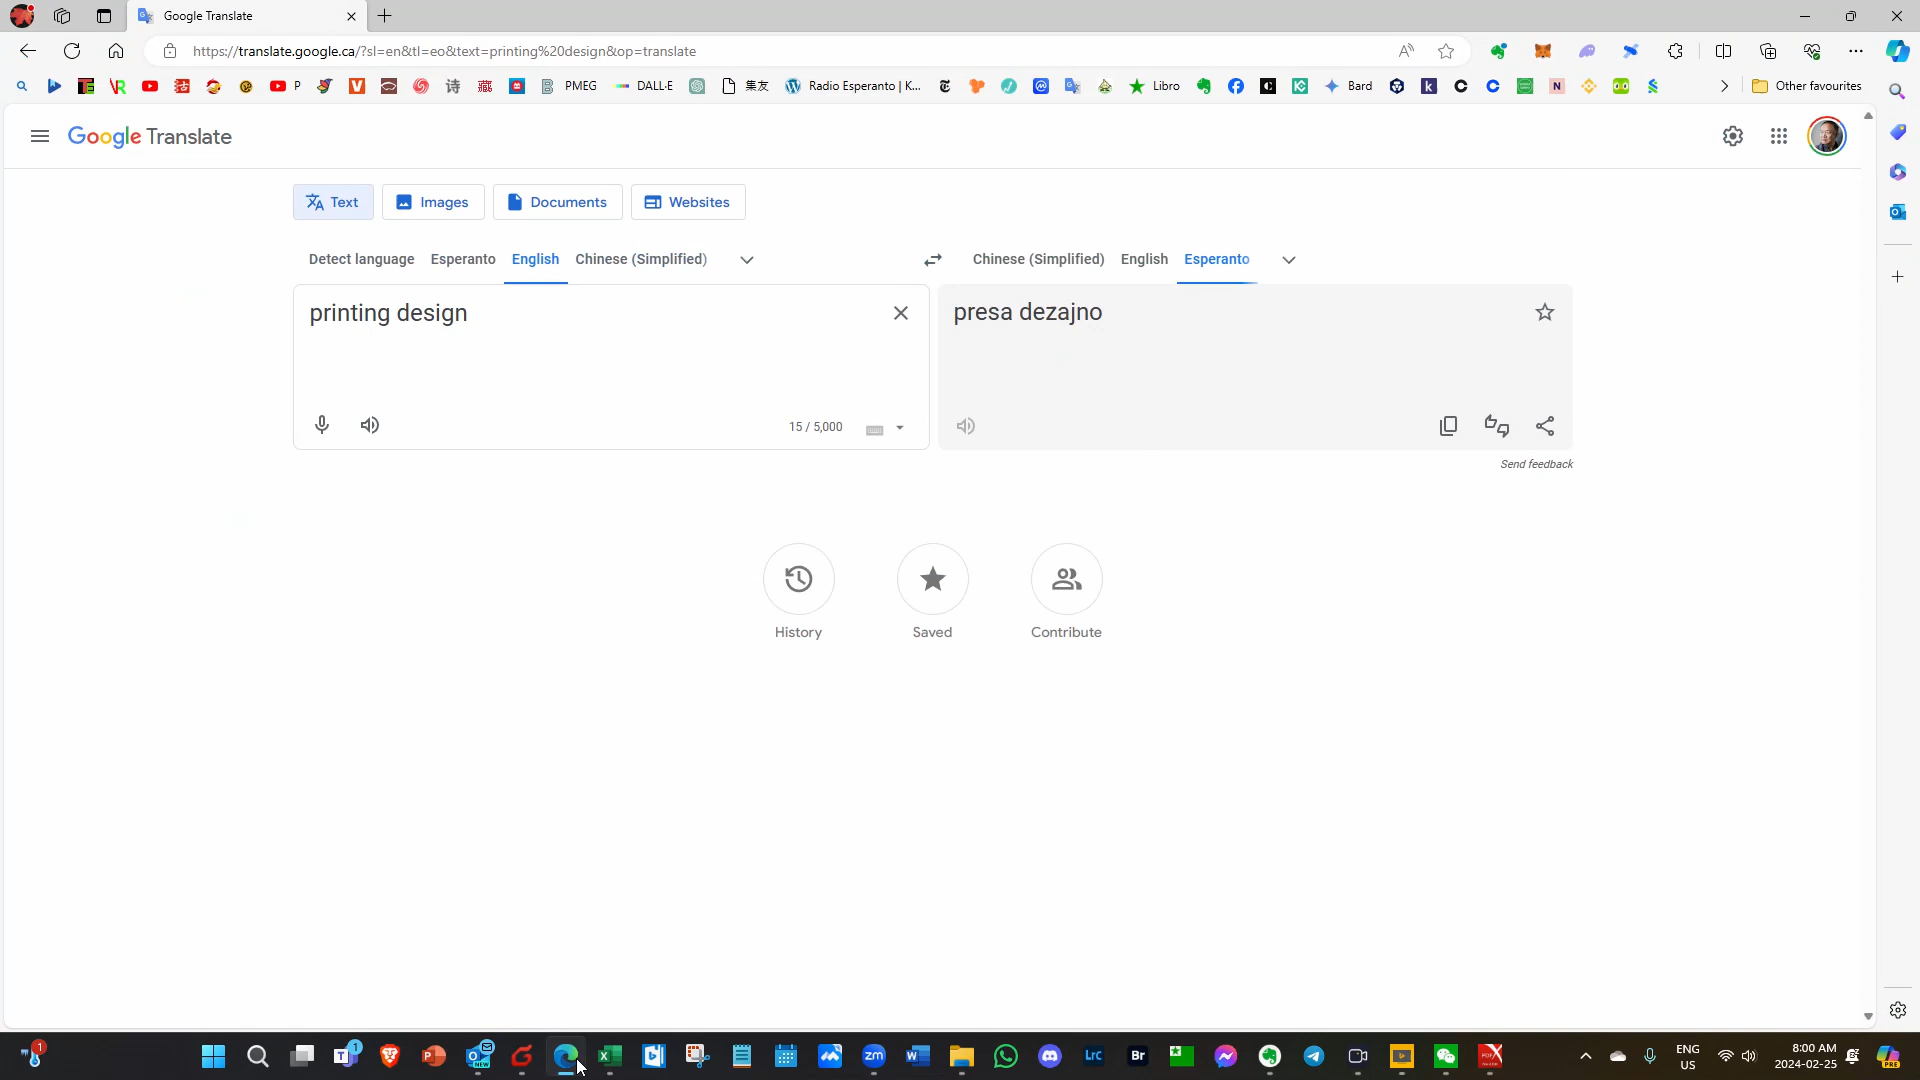 Google Translate
https://translate.google.ca/?sl=en&tl=eo&text=printing%20design&op=translate
P
PMEG
DALL·E
集友
Radio Esperanto | K...
Libro
Bard
Other favourites
Google Translate
Text
Images
Documents
Websites
Detect language
Esperanto
English
Chinese (Simplified)
Chinese (Simplified)
English
Esperanto
printing design
presa dezajno
15 / 5,000
Send feedback
History
Saved
Contribute
ENG
US
8:00 AM
2024-02-25